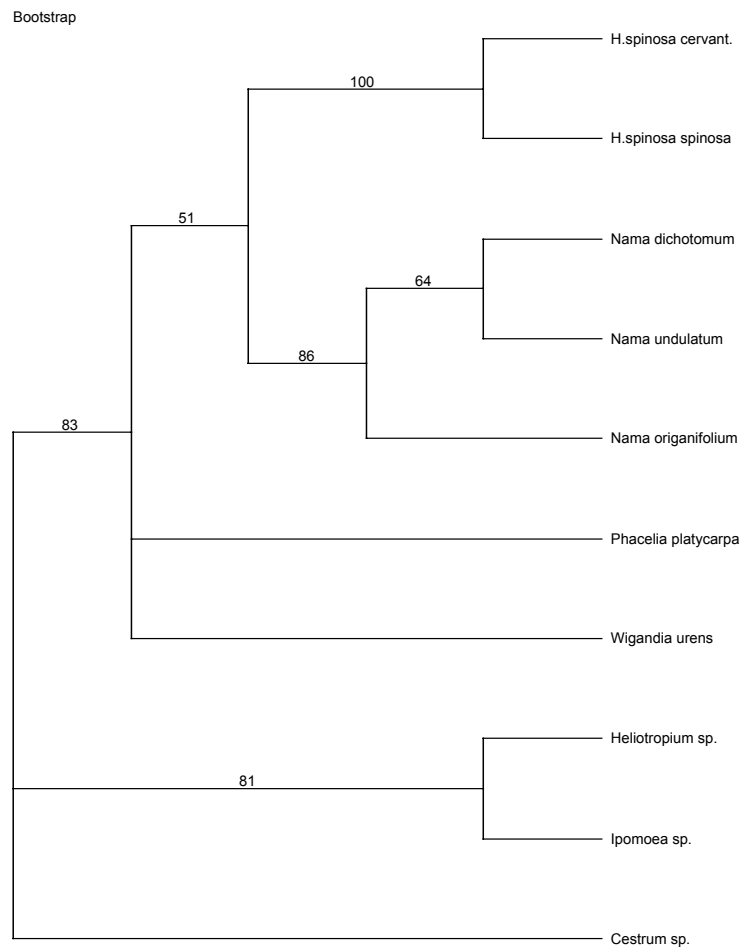 Bootstrap
H.spinosa cervant.
100
H.spinosa spinosa
51
Nama dichotomum
64
Nama undulatum
86
Nama origanifolium
83
Phacelia platycarpa
Wigandia urens
Heliotropium sp.
81
Ipomoea sp.
Cestrum sp.